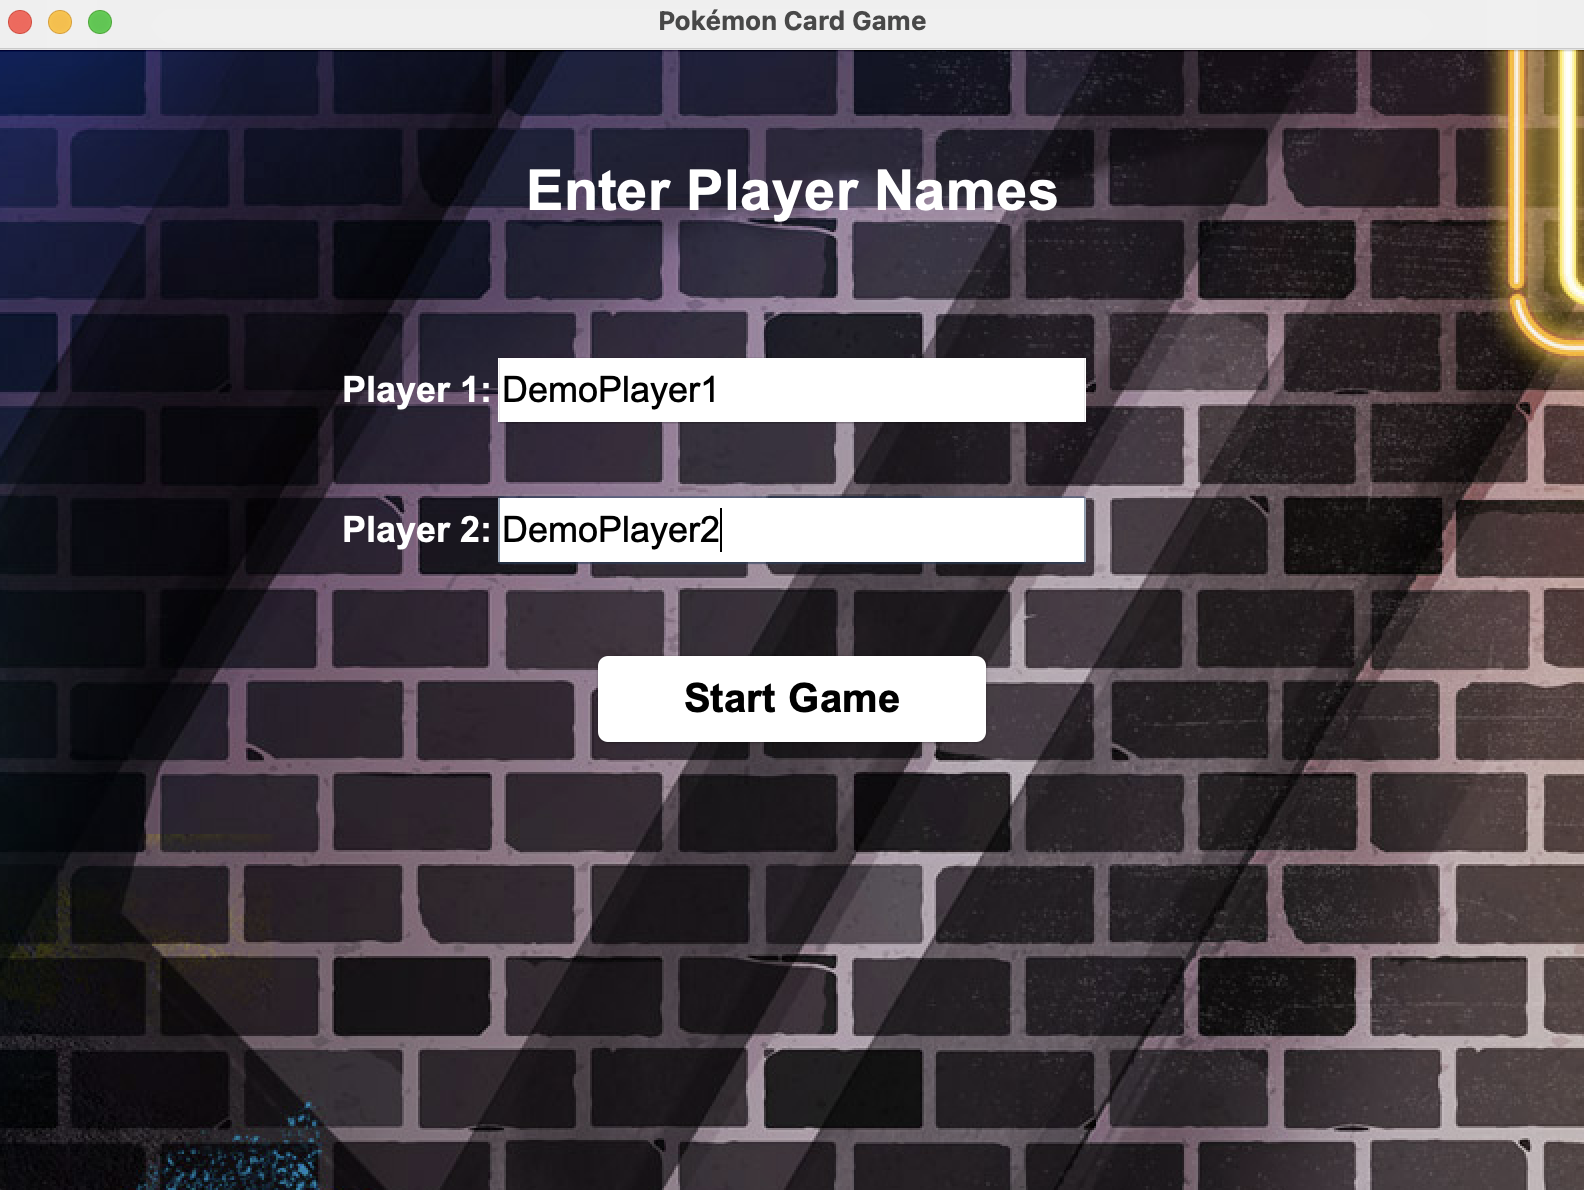 Pokémon Card Game
Enter Player Names
Player 1: DemoPlayer1
Player 2: DemoPlayer2
Start Game